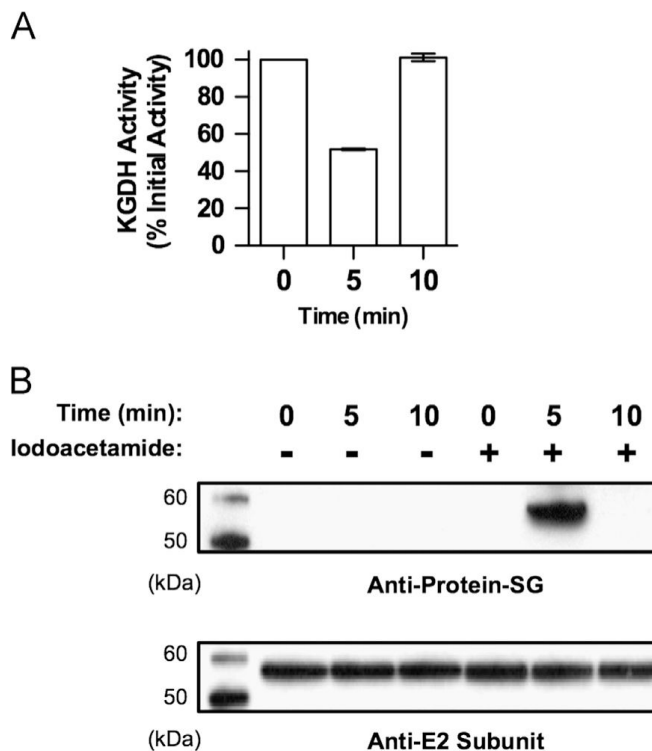 A
KGDH Activity
(% Initial Activity)
100
80
60
40
20
0
0 5 10
Time (min)
B
Time (min): 0 5 10 0 5 10
Iodoacetamide: - - - + + +
60
50
(kDa) Anti-Protein-SG
60
50
(kDa) Anti-E2 Subunit